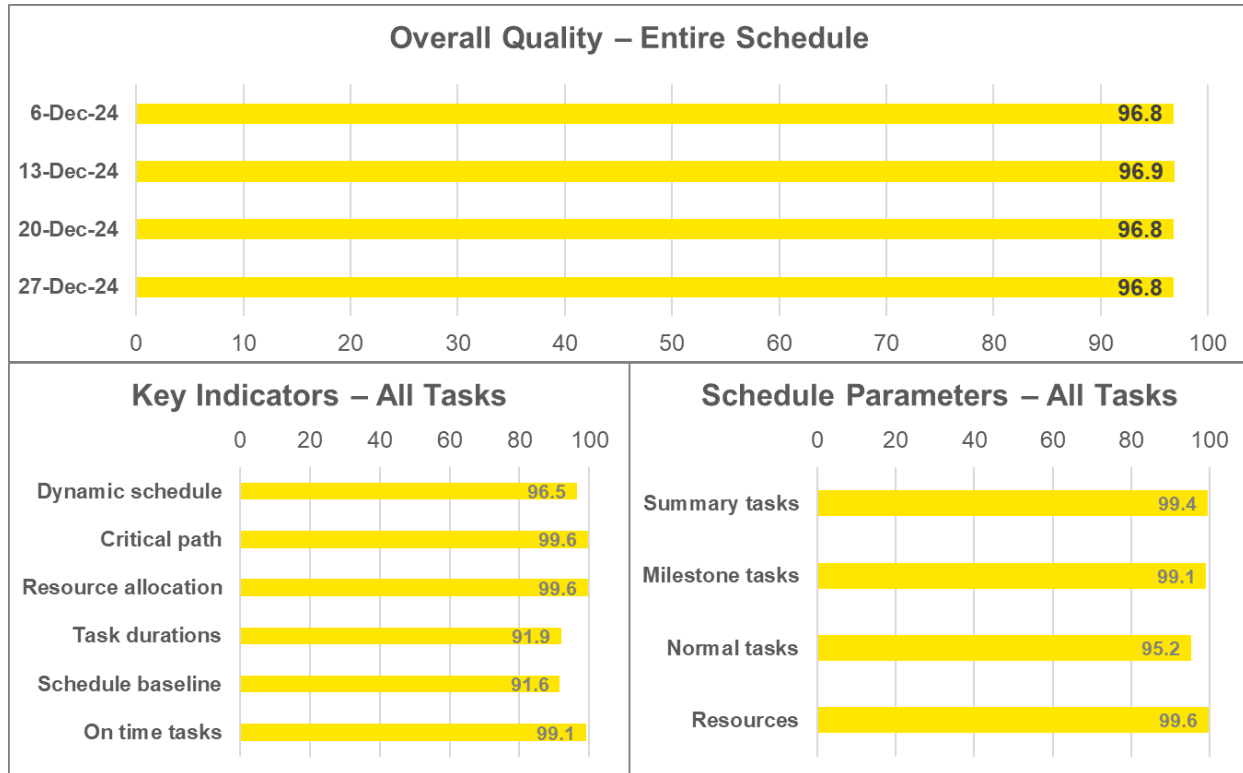 Overall Quality – Entire Schedule
6-Dec-24 96.8
13-Dec-24 96.9
20-Dec-24 96.8
27-Dec-24 96.8
0 10 20 30 40 50 60 70 80 90 100
Key Indicators – All Tasks
0 20 40 60 80 100
Dynamic schedule 96.5
Critical path 99.6
Resource allocation 99.6
Task durations 91.9
Schedule baseline 91.6
On time tasks 99.1
Schedule Parameters – All Tasks
0 20 40 60 80 100
Summary tasks 99.4
Milestone tasks 99.1
Normal tasks 95.2
Resources 99.6